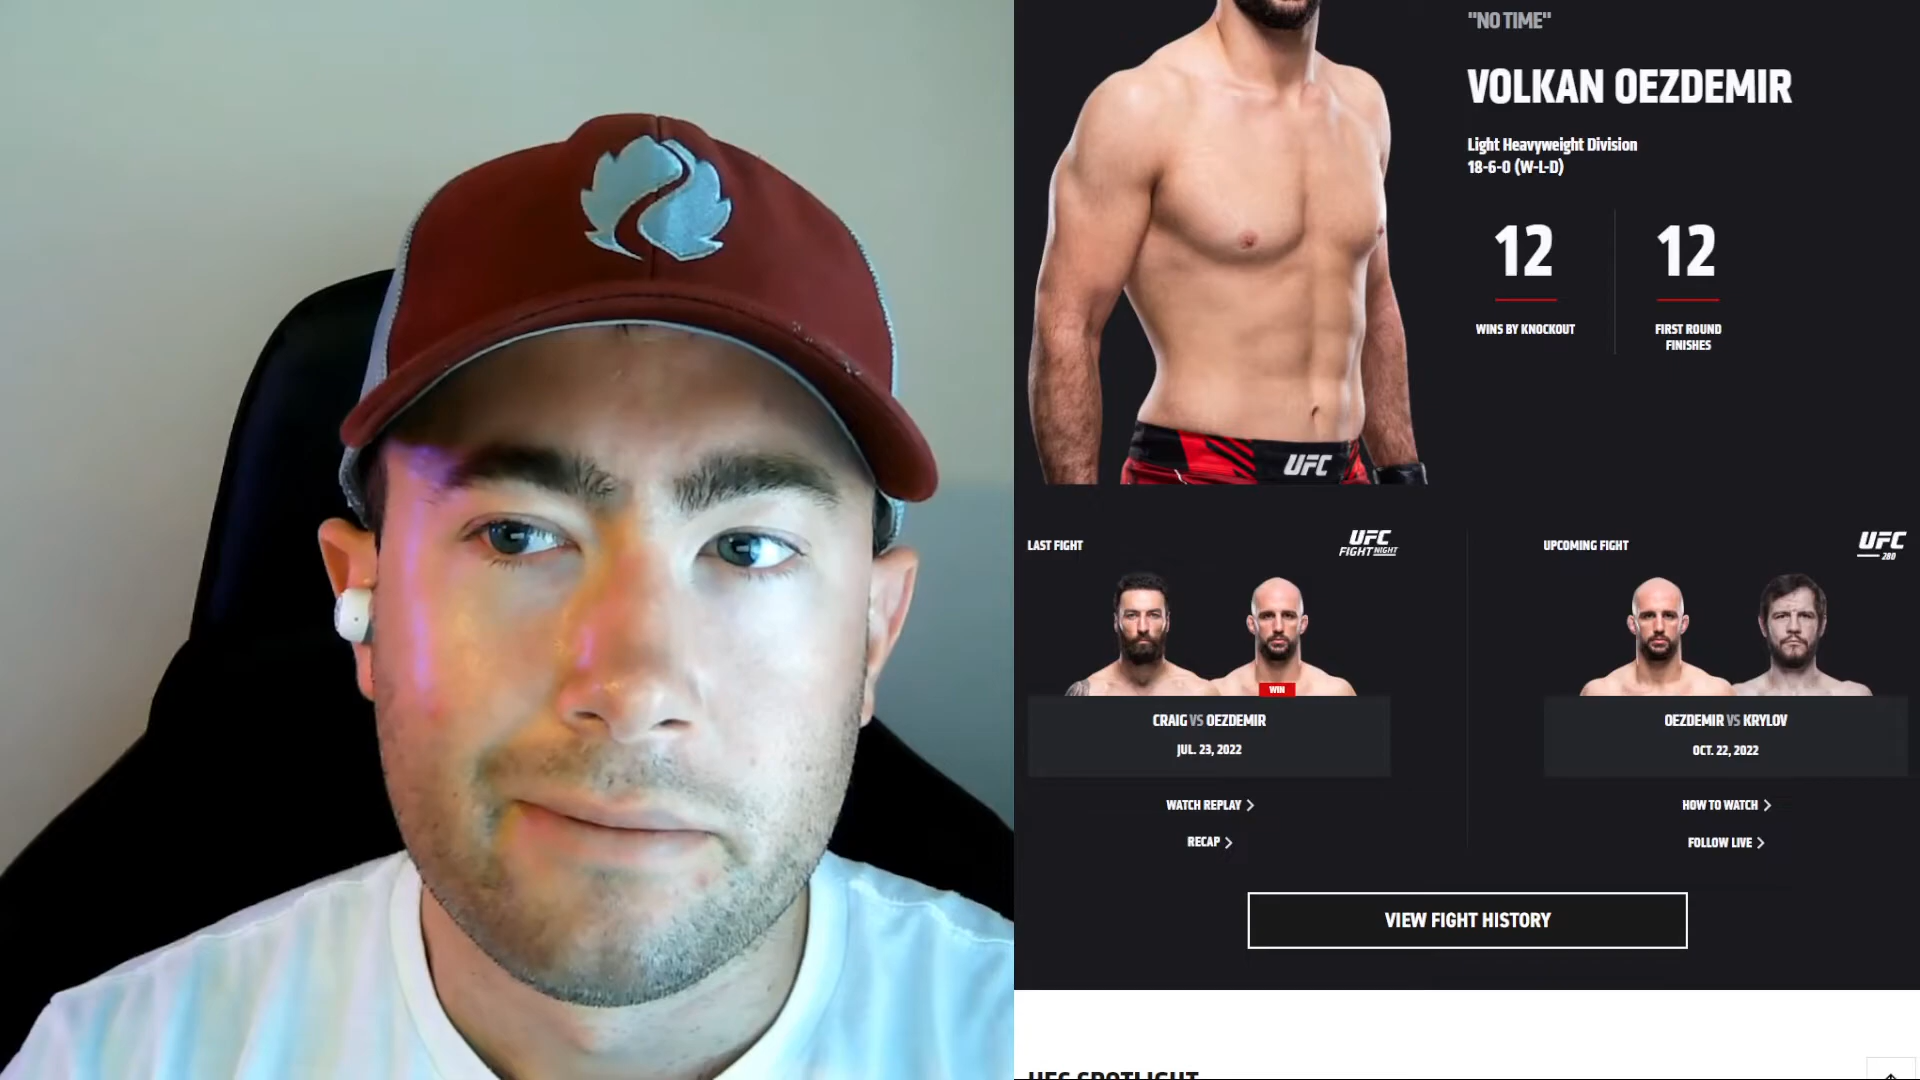 "NO TIME"
VOLKAN OEZDEMIR
Light Heavyweight Division
18-6-0 (W-L-D)
12
WINS BY KNOCKOUT
12
FIRST ROUND
FINISHES
UFC
LAST FIGHT
UFC
FIGHT NIGHT
WIN
CRAIG VS OEZDEMIR
JUL. 23, 2022
WATCH REPLAY
RECAP
UPCOMING FIGHT
UFC
280
OEZDEMIR VS KRYLOV
OCT. 22, 2022
HOW TO WATCH
FOLLOW LIVE
VIEW FIGHT HISTORY
UFC SPOTLIGHT